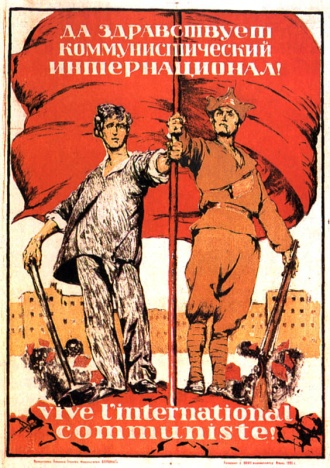 ДА ЗДРАВСТВУЕТ
КОММУНИСТИЧЕСКИЙ
ИНТЕРНАЦИОНАЛ!
vive l'international
communiste!